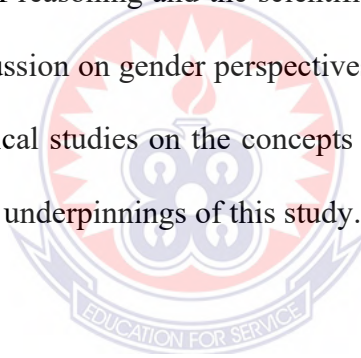 reasoning and the scientif
ussion on gender perspective
ical studies on the concepts
underpinnings of this study.
EDUCATION FOR SERVICE